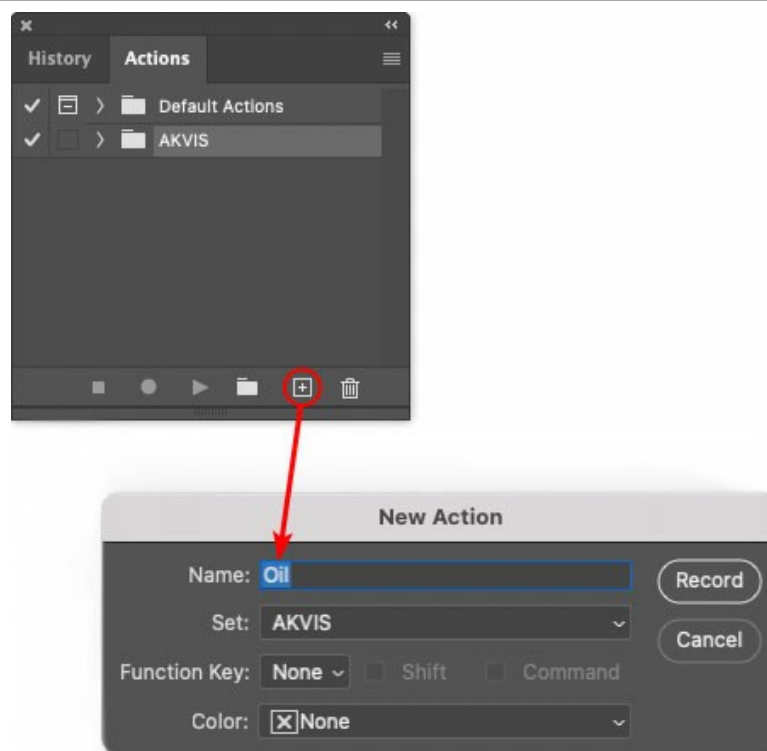 History Actions
Default Actions
AKVIS
New Action
Name: Oil
Record
Set: AKVIS
Cancel
Function Key: None Shift Command
Color: None